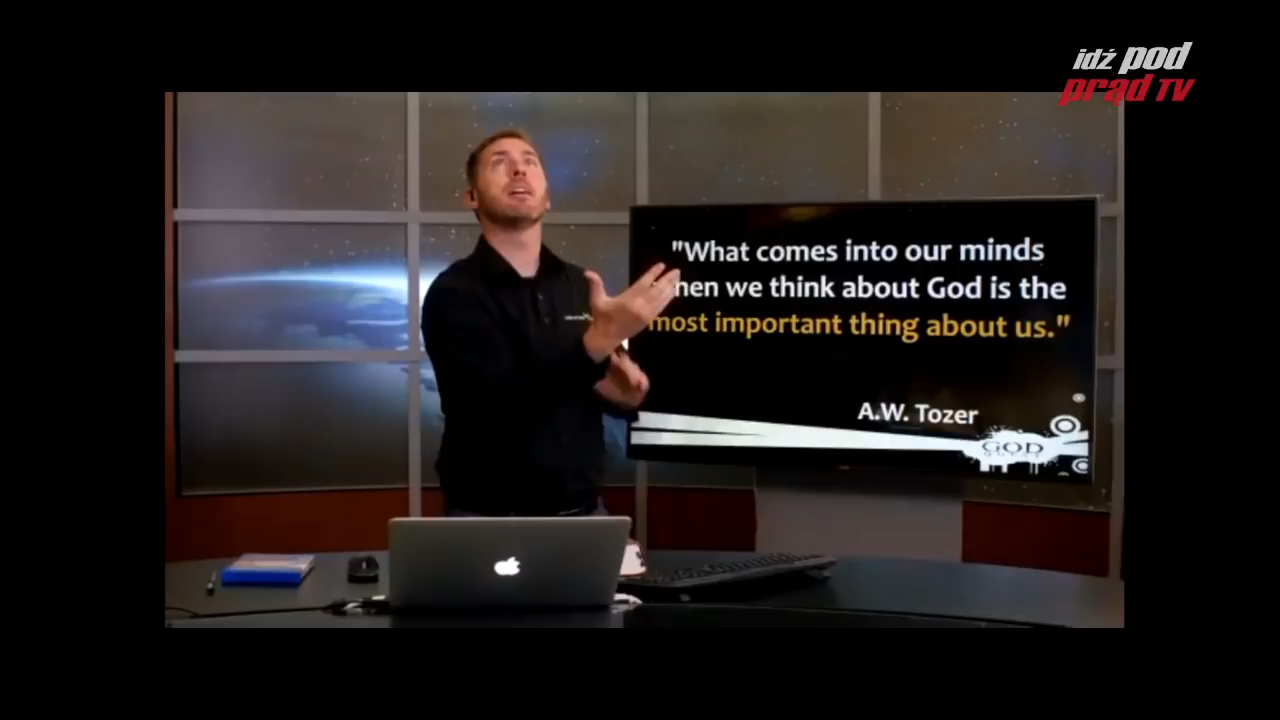 idź pod
prąd TV
"What comes into our minds
hen we think about God is the
most important thing about us."
A.W. Tozer
GOD